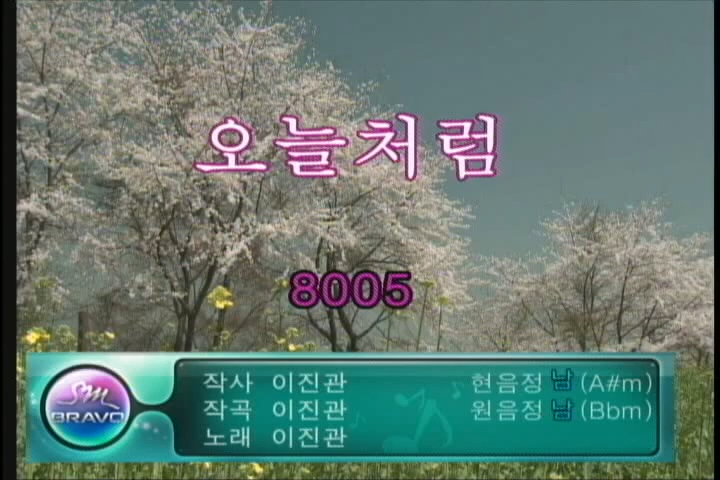 오늘처럼
8005
SM
BRAVO
작사 이진관 현음정 남(A#m)
작곡 이진관 원음정 남(Bbm)
노래 이진관